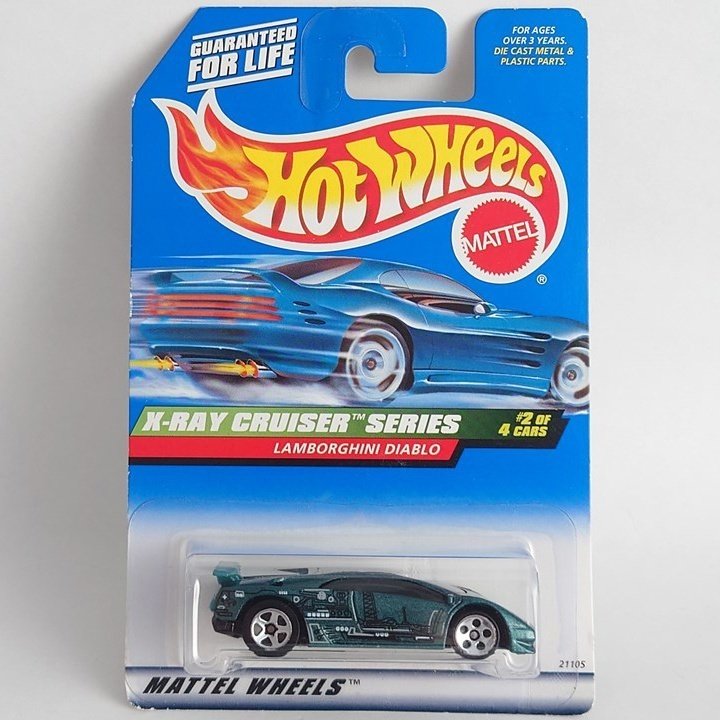 GUARANTEED
FOR LIFE
FOR AGES
OVER 3 YEARS.
DIE CAST METAL &
PLASTIC PARTS.
HOT WHEELS
MATTEL
®
X-RAY CRUISER™ SERIES
#2 OF
4 CARS
LAMBORGHINI DIABLO
21105
MATTEL WHEELS™